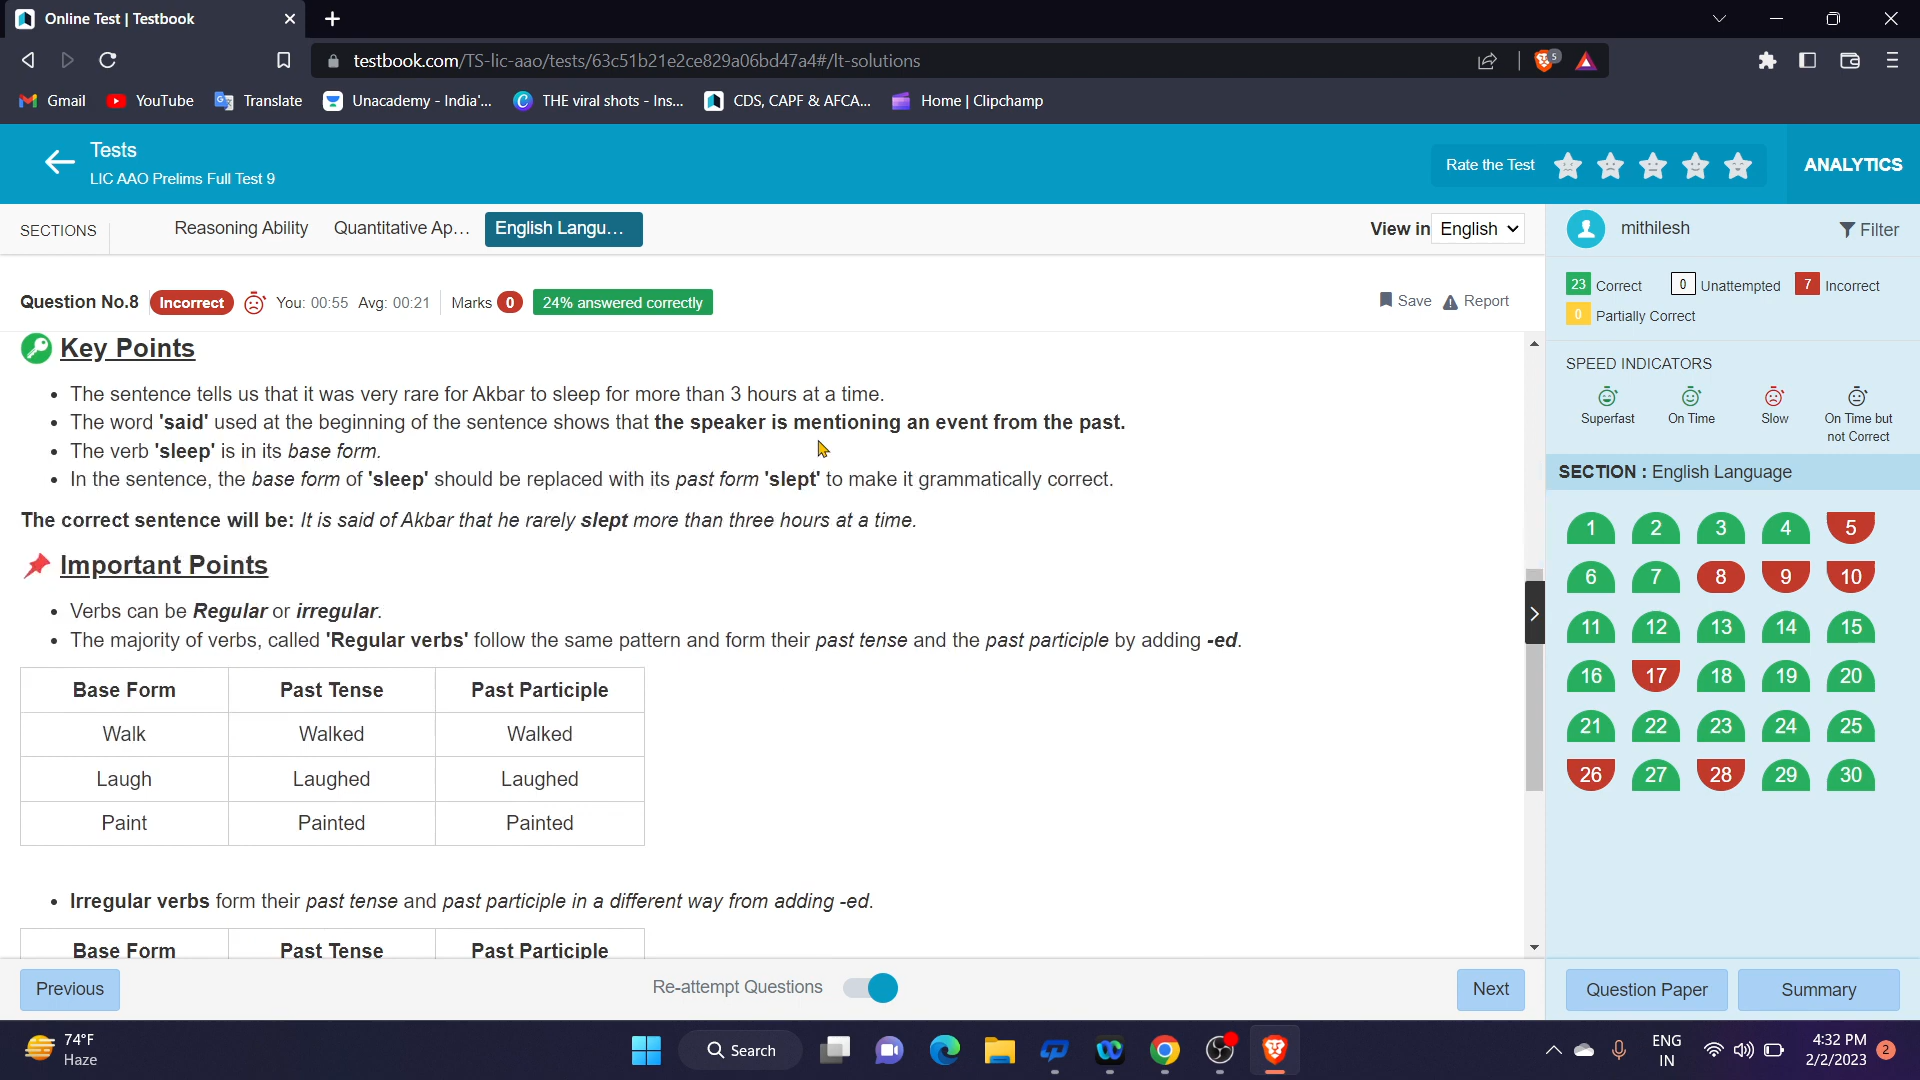 Online Test | Testbook
testbook.com/TS-lic-aao/tests/63c51b21e2ce829a06bd47a4#/lt-solutions
5
Gmail YouTube Translate Unacademy - India'... THE viral shots - Ins... CDS, CAPF & AFCA... Home | Clipchamp
Tests
LIC AAO Prelims Full Test 9
Rate the Test
ANALYTICS
SECTIONS Reasoning Ability Quantitative Ap... English Langu...
View in English
mithilesh
Filter
Question No.8 Incorrect You: 00:55 Avg: 00:21 Marks 0 24% answered correctly
Save Report
23 Correct 0 Unattempted 7 Incorrect
0 Partially Correct
Key Points
The sentence tells us that it was very rare for Akbar to sleep for more than 3 hours at a time.
The word 'said' used at the beginning of the sentence shows that the speaker is mentioning an event from the past.
The verb 'sleep' is in its base form.
In the sentence, the base form of 'sleep' should be replaced with its past form 'slept' to make it grammatically correct.
The correct sentence will be: It is said of Akbar that he rarely slept more than three hours at a time.
Important Points
Verbs can be Regular or irregular.
The majority of verbs, called 'Regular verbs' follow the same pattern and form their past tense and the past participle by adding -ed.
Base Form Past Tense Past Participle
Walk Walked Walked
Laugh Laughed Laughed
Paint Painted Painted
Irregular verbs form their past tense and past participle in a different way from adding -ed.
Base Form Past Tense Past Participle
SPEED INDICATORS
Superfast On Time Slow On Time but
not Correct
SECTION : English Language
1 2 3 4 5
6 7 8 9 10
11 12 13 14 15
16 17 18 19 20
21 22 23 24 25
26 27 28 29 30
Previous
Re-attempt Questions
Next
Question Paper
Summary
74°F
Haze
Search
ENG
IN
4:32 PM
2/2/2023
2